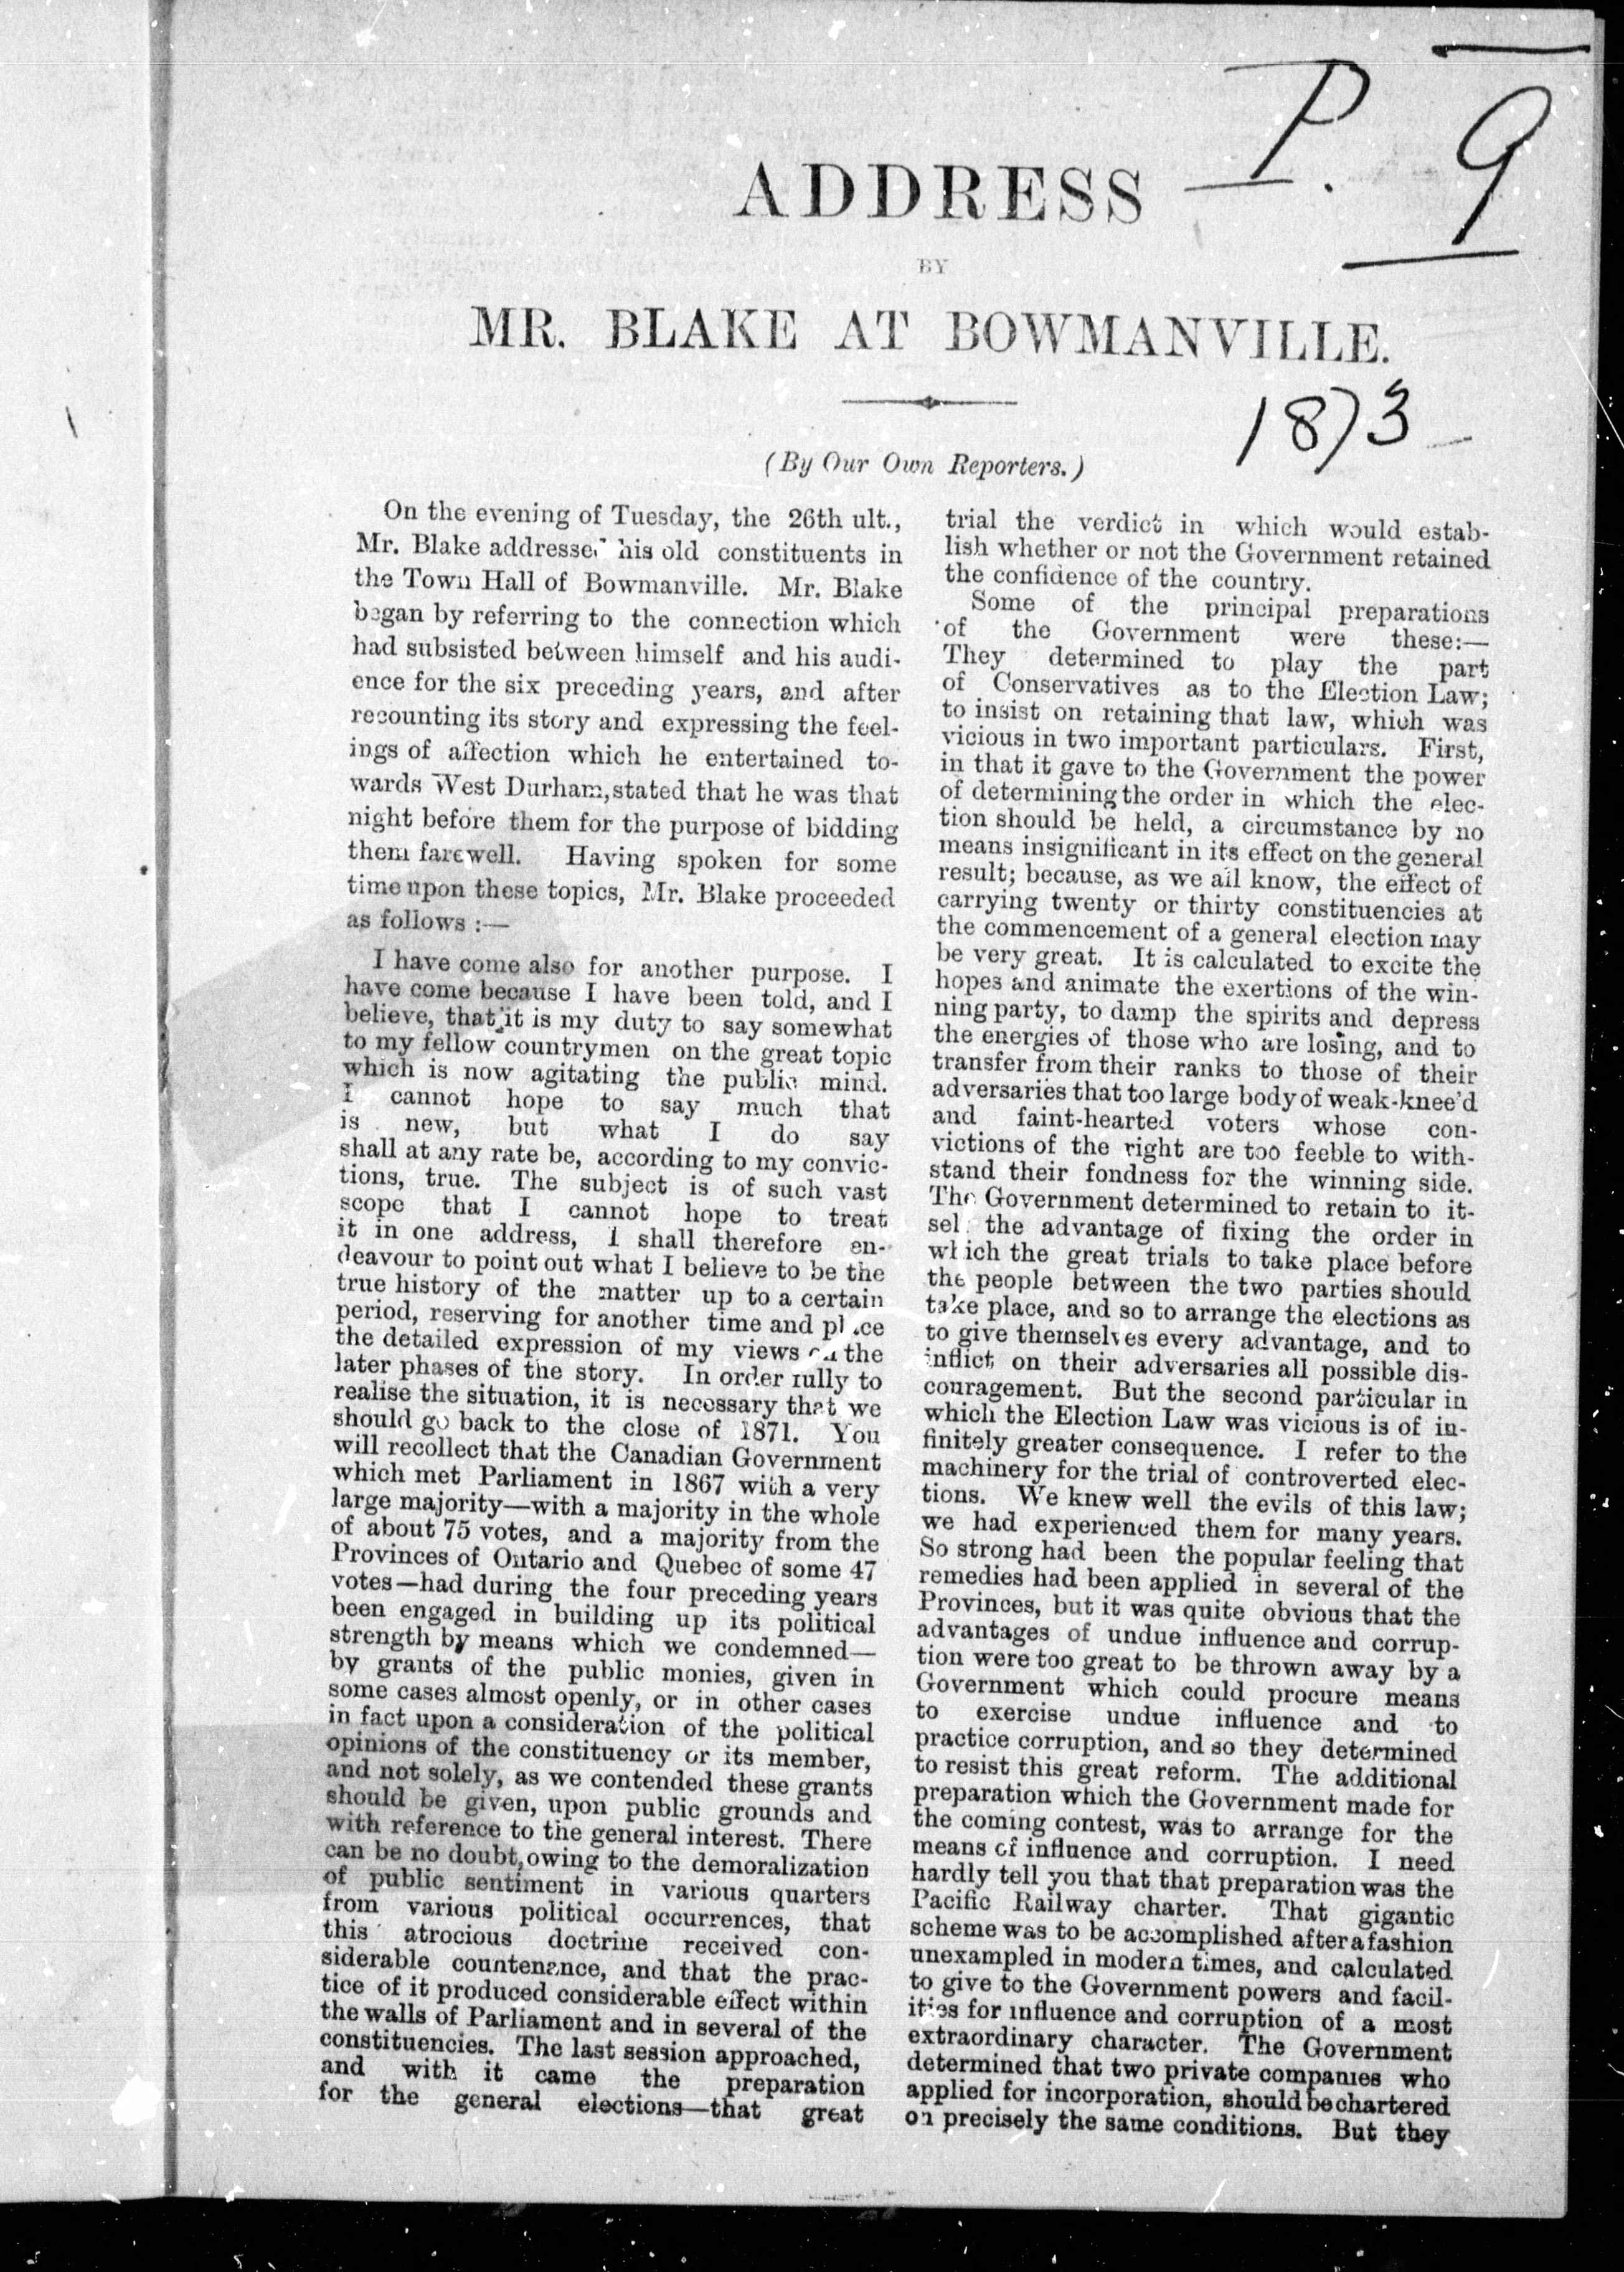 P. 9
ADDRESS
BY
MR. BLAKE AT BOWMANVILLE.
1873
(By Our Own Reporters.)
On the evening of Tuesday, the 26th ult.,
Mr. Blake addressed his old constituents in
the Town Hall of Bowmanville. Mr. Blake
began by referring to the connection which
had subsisted between himself and his audi-
ence for the six preceding years, and after
recounting its story and expressing the feel-
ings of affection which he entertained to-
wards West Durham, stated that he was that
night before them for the purpose of bidding
them farewell. Having spoken for some
time upon these topics, Mr. Blake proceeded
as follows :—
I have come also for another purpose. I
have come because I have been told, and I
believe, that it is my duty to say somewhat
to my fellow countrymen on the great topic
which is now agitating the public mind.
I cannot hope to say much that
is new, but what I do say
shall at any rate be, according to my convic-
tions, true. The subject is of such vast
scope that I cannot hope to treat
it in one address, I shall therefore en-
deavour to point out what I believe to be the
true history of the matter up to a certain
period, reserving for another time and place
the detailed expression of my views on the
later phases of the story. In order fully to
realise the situation, it is necessary that we
should go back to the close of 1871. You
will recollect that the Canadian Government
which met Parliament in 1867 with a very
large majority—with a majority in the whole
of about 75 votes, and a majority from the
Provinces of Ontario and Quebec of some 47
votes—had during the four preceding years
been engaged in building up its political
strength by means which we condemned—
by grants of the public monies, given in
some cases almost openly, or in other cases
in fact upon a consideration of the political
opinions of the constituency or its member,
and not solely, as we contended these grants
should be given, upon public grounds and
with reference to the general interest. There
can be no doubt, owing to the demoralization
of public sentiment in various quarters
from various political occurrences, that
this atrocious doctrine received con-
siderable countenance, and that the prac-
tice of it produced considerable effect within
the walls of Parliament and in several of the
constituencies. The last session approached,
and with it came the preparation
for the general elections—that great
trial the verdict in which would estab-
lish whether or not the Government retained
the confidence of the country.
Some of the principal preparations
of the Government were these:—
They determined to play the part
of Conservatives as to the Election Law;
to insist on retaining that law, which was
vicious in two important particulars. First,
in that it gave to the Government the power
of determining the order in which the elec-
tion should be held, a circumstance by no
means insignificant in its effect on the general
result; because, as we all know, the effect of
carrying twenty or thirty constituencies at
the commencement of a general election may
be very great. It is calculated to excite the
hopes and animate the exertions of the win-
ning party, to damp the spirits and depress
the energies of those who are losing, and to
transfer from their ranks to those of their
adversaries that too large body of weak-knee'd
and faint-hearted voters whose con-
victions of the right are too feeble to with-
stand their fondness for the winning side.
The Government determined to retain to it-
self the advantage of fixing the order in
which the great trials to take place before
the people between the two parties should
take place, and so to arrange the elections as
to give themselves every advantage, and to
inflict on their adversaries all possible dis-
couragement. But the second particular in
which the Election Law was vicious is of in-
finitely greater consequence. I refer to the
machinery for the trial of controverted elec-
tions. We knew well the evils of this law;
we had experienced them for many years.
So strong had been the popular feeling that
remedies had been applied in several of the
Provinces, but it was quite obvious that the
advantages of undue influence and corrup-
tion were too great to be thrown away by a
Government which could procure means
to exercise undue influence and to
practice corruption, and so they determined
to resist this great reform. The additional
preparation which the Government made for
the coming contest, was to arrange for the
means of influence and corruption. I need
hardly tell you that that preparation was the
Pacific Railway charter. That gigantic
scheme was to be accomplished after a fashion
unexampled in modern times, and calculated
to give to the Government powers and facil-
ities for influence and corruption of a most
extraordinary character. The Government
determined that two private companies who
applied for incorporation, should be chartered
on precisely the same conditions. But they